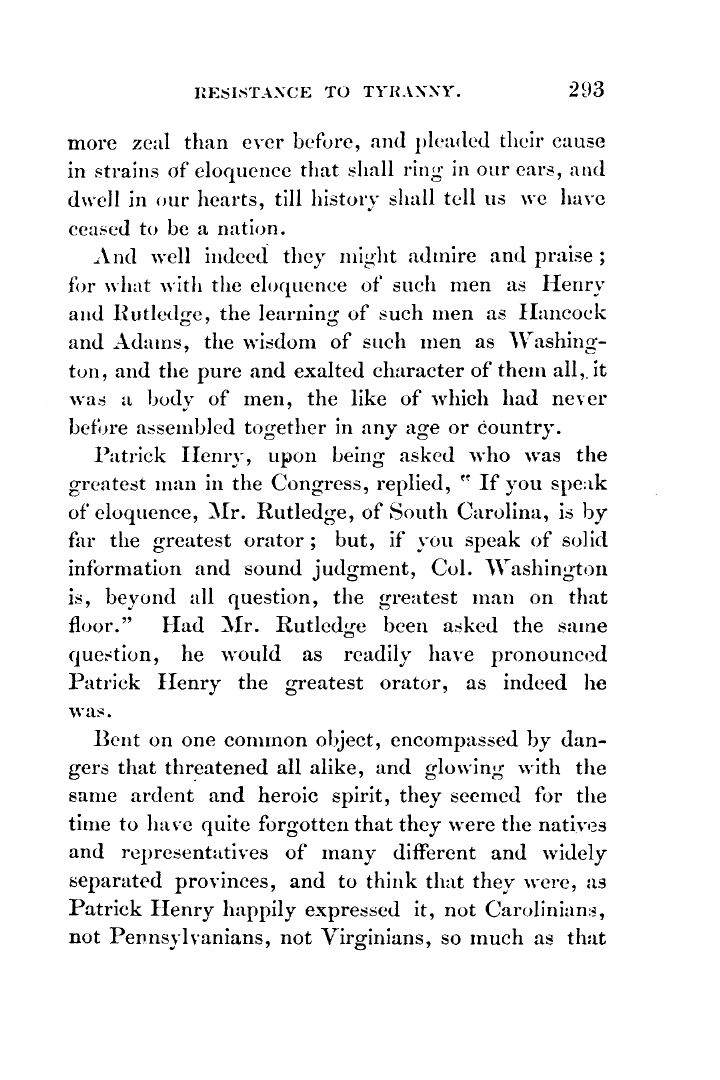 RESISTANCE TO TYRANNY. 293
more zeal than ever before, and pleaded their cause
in strains of eloquence that shall ring in our ears, and
dwell in our hearts, till history shall tell us we have
ceased to be a nation.
And well indeed they might admire and praise;
for what with the eloquence of such men as Henry
and Rutledge, the learning of such men as Hancock
and Adams, the wisdom of such men as Washing-
ton, and the pure and exalted character of them all, it
was a body of men, the like of which had never
before assembled together in any age or country.
Patrick Henry, upon being asked who was the
greatest man in the Congress, replied, "If you speak
of eloquence, Mr. Rutledge, of South Carolina, is by
far the greatest orator; but, if you speak of solid
information and sound judgment, Col. Washington
is, beyond all question, the greatest man on that
floor." Had Mr. Rutledge been asked the same
question, he would as readily have pronounced
Patrick Henry the greatest orator, as indeed he
was.
Bent on one common object, encompassed by dan-
gers that threatened all alike, and glowing with the
same ardent and heroic spirit, they seemed for the
time to have quite forgotten that they were the natives
and representatives of many different and widely
separated provinces, and to think that they were, as
Patrick Henry happily expressed it, not Carolinians,
not Pennsylvanians, not Virginians, so much as that